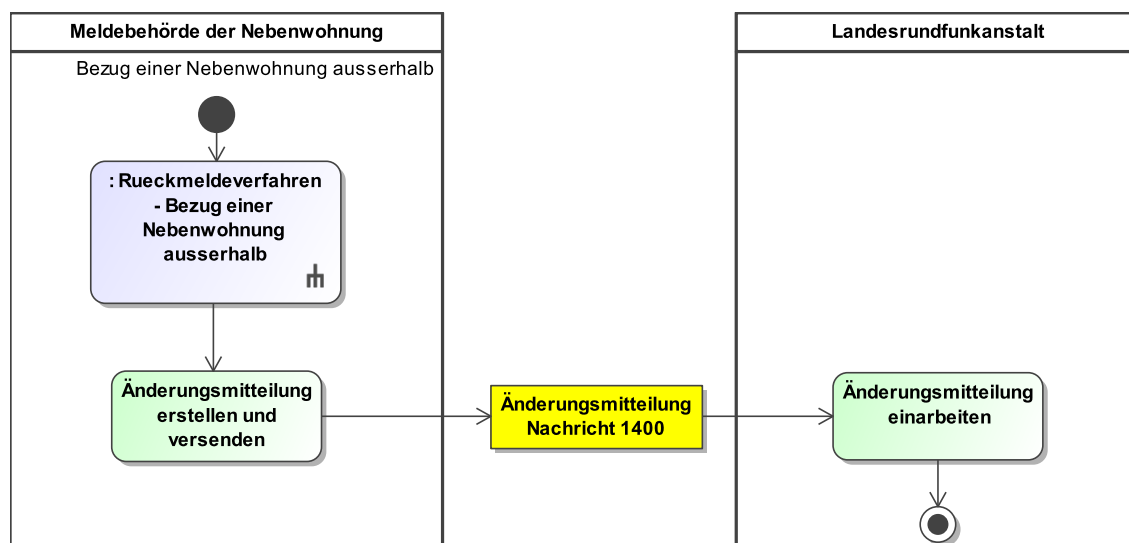 Meldebehörde der Nebenwohnung
Landesrundfunkanstalt
Bezug einer Nebenwohnung ausserhalb
: Rueckmeldeverfahren
- Bezug einer
Nebenwohnung
ausserhalb
Änderungsmitteilung
erstellen und
versenden
Änderungsmitteilung
Nachricht 1400
Änderungsmitteilung
einarbeiten